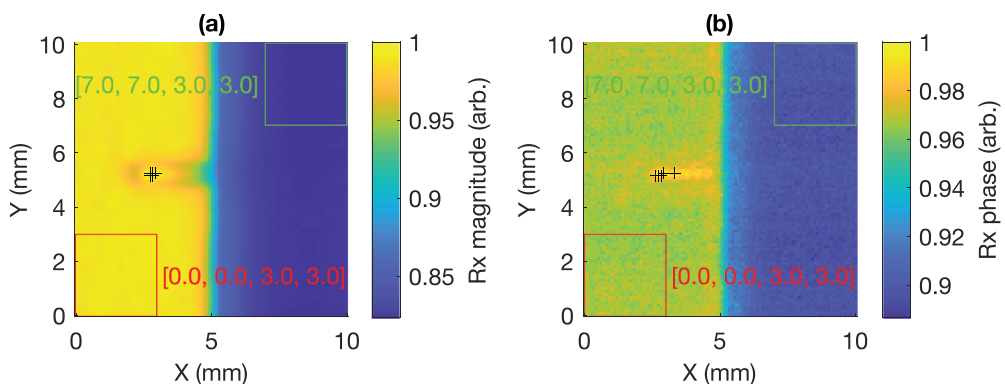 (a)
10
8
6
4
2
0
Y (mm)
[7.0, 7.0, 3.0, 3.0]
[0.0, 0.0, 3.0, 3.0]
0
5
10
X (mm)
1
0.95
0.9
0.85
Rx magnitude (arb.)
(b)
10
8
6
4
2
0
Y (mm)
[7.0, 7.0, 3.0, 3.0]
[0.0, 0.0, 3.0, 3.0]
0
5
10
X (mm)
1
0.98
0.96
0.94
0.92
0.9
Rx phase (arb.)